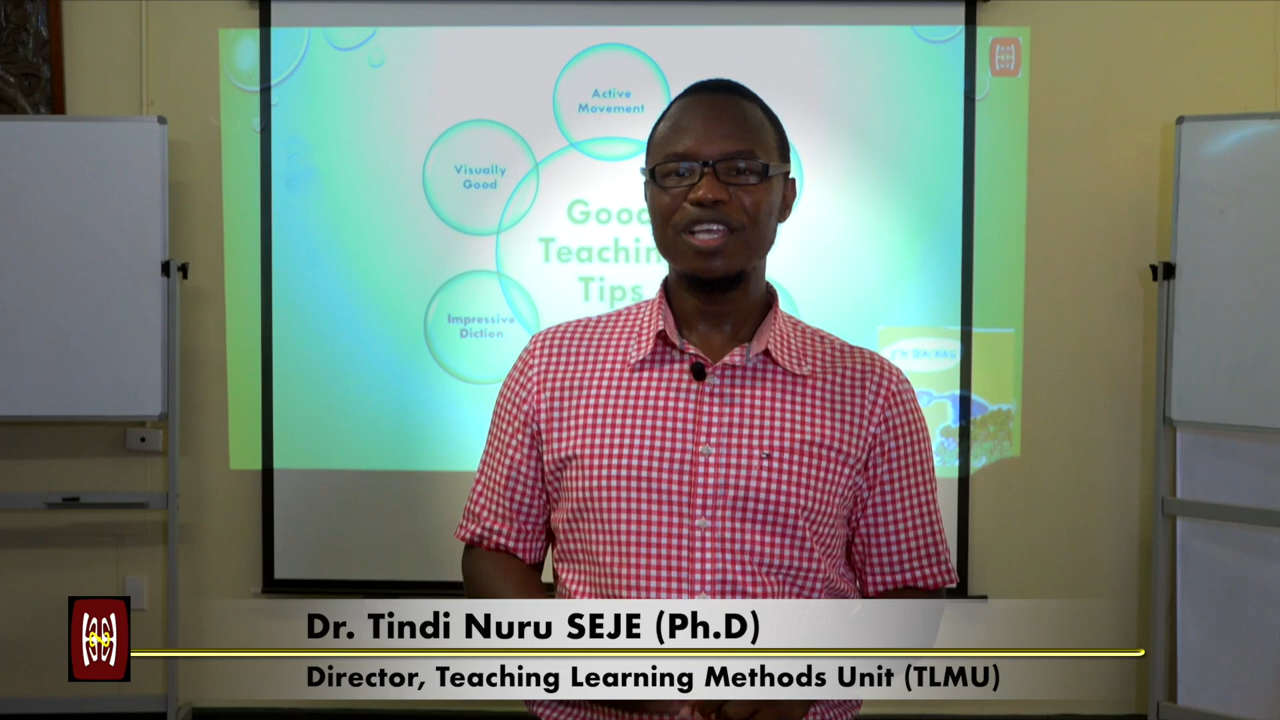 Active
Movement
Visually
Good
Good
Teachin
Tips
Impressive
Diction
I'M TEACHING
Dr. Tindi Nuru SEJE (Ph.D)
Director, Teaching Learning Methods Unit (TLMU)